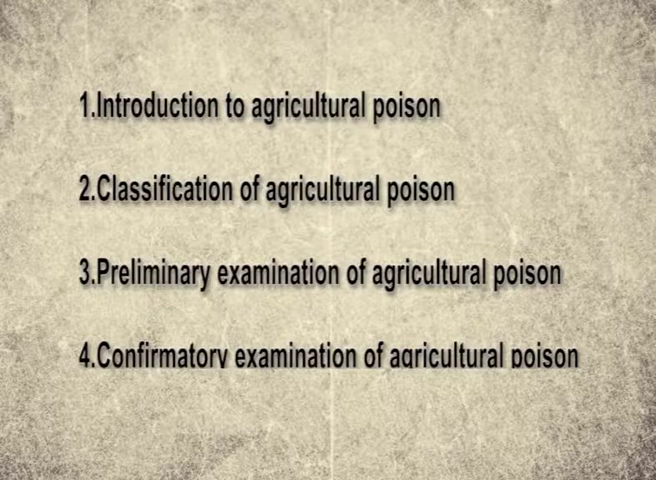 1.Introduction to agricultural poison
2.Classification of agricultural poison
3.Preliminary examination of agricultural poison
4.Confirmatory examination of agricultural poison